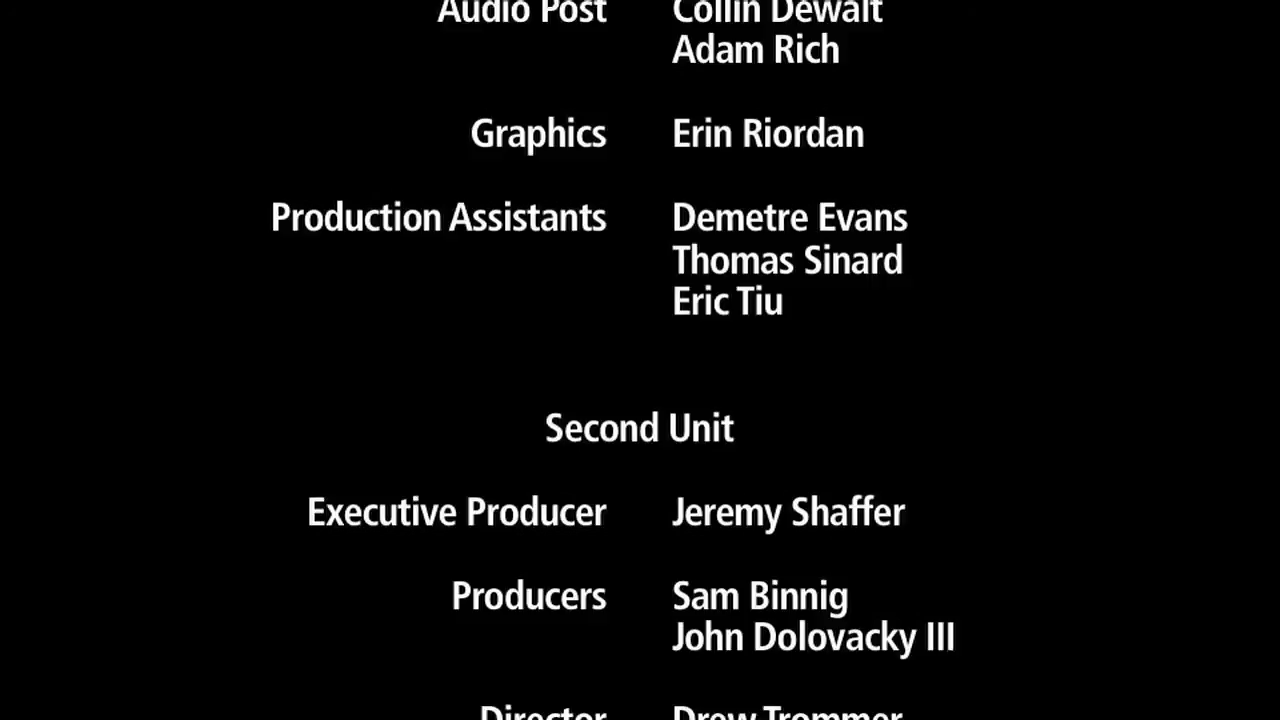 Audio Post Collin Dewalt
Adam Rich
Graphics Erin Riordan
Production Assistants Demetre Evans
Thomas Sinard
Eric Tiu
Second Unit
Executive Producer Jeremy Shaffer
Producers Sam Binnig
John Dolovacky III
Director Drew Trommer